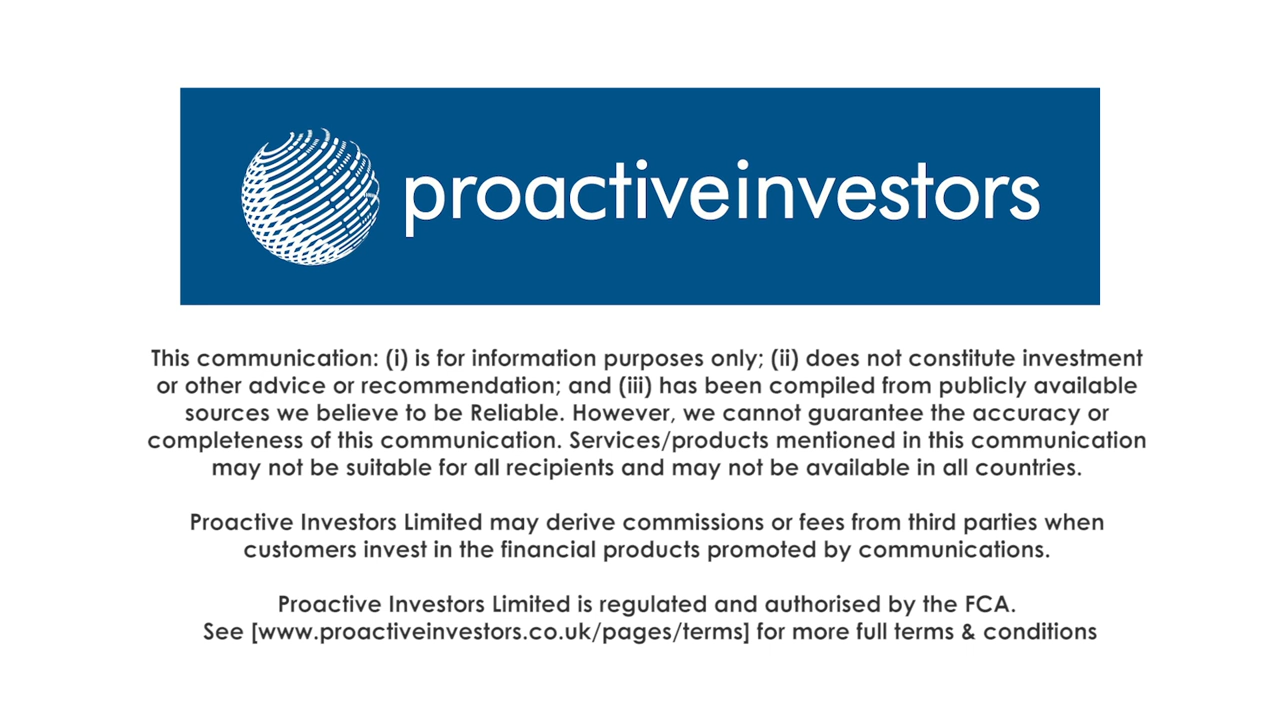 proactiveinvestors
This communication: (i) is for information purposes only; (ii) does not constitute investment
or other advice or recommendation; and (iii) has been compiled from publicly available
sources we believe to be Reliable. However, we cannot guarantee the accuracy or
completeness of this communication. Services/products mentioned in this communication
may not be suitable for all recipients and may not be available in all countries.
Proactive Investors Limited may derive commissions or fees from third parties when
customers invest in the financial products promoted by communications.
Proactive Investors Limited is regulated and authorised by the FCA.
See [www.proactiveinvestors.co.uk/pages/terms] for more full terms & conditions